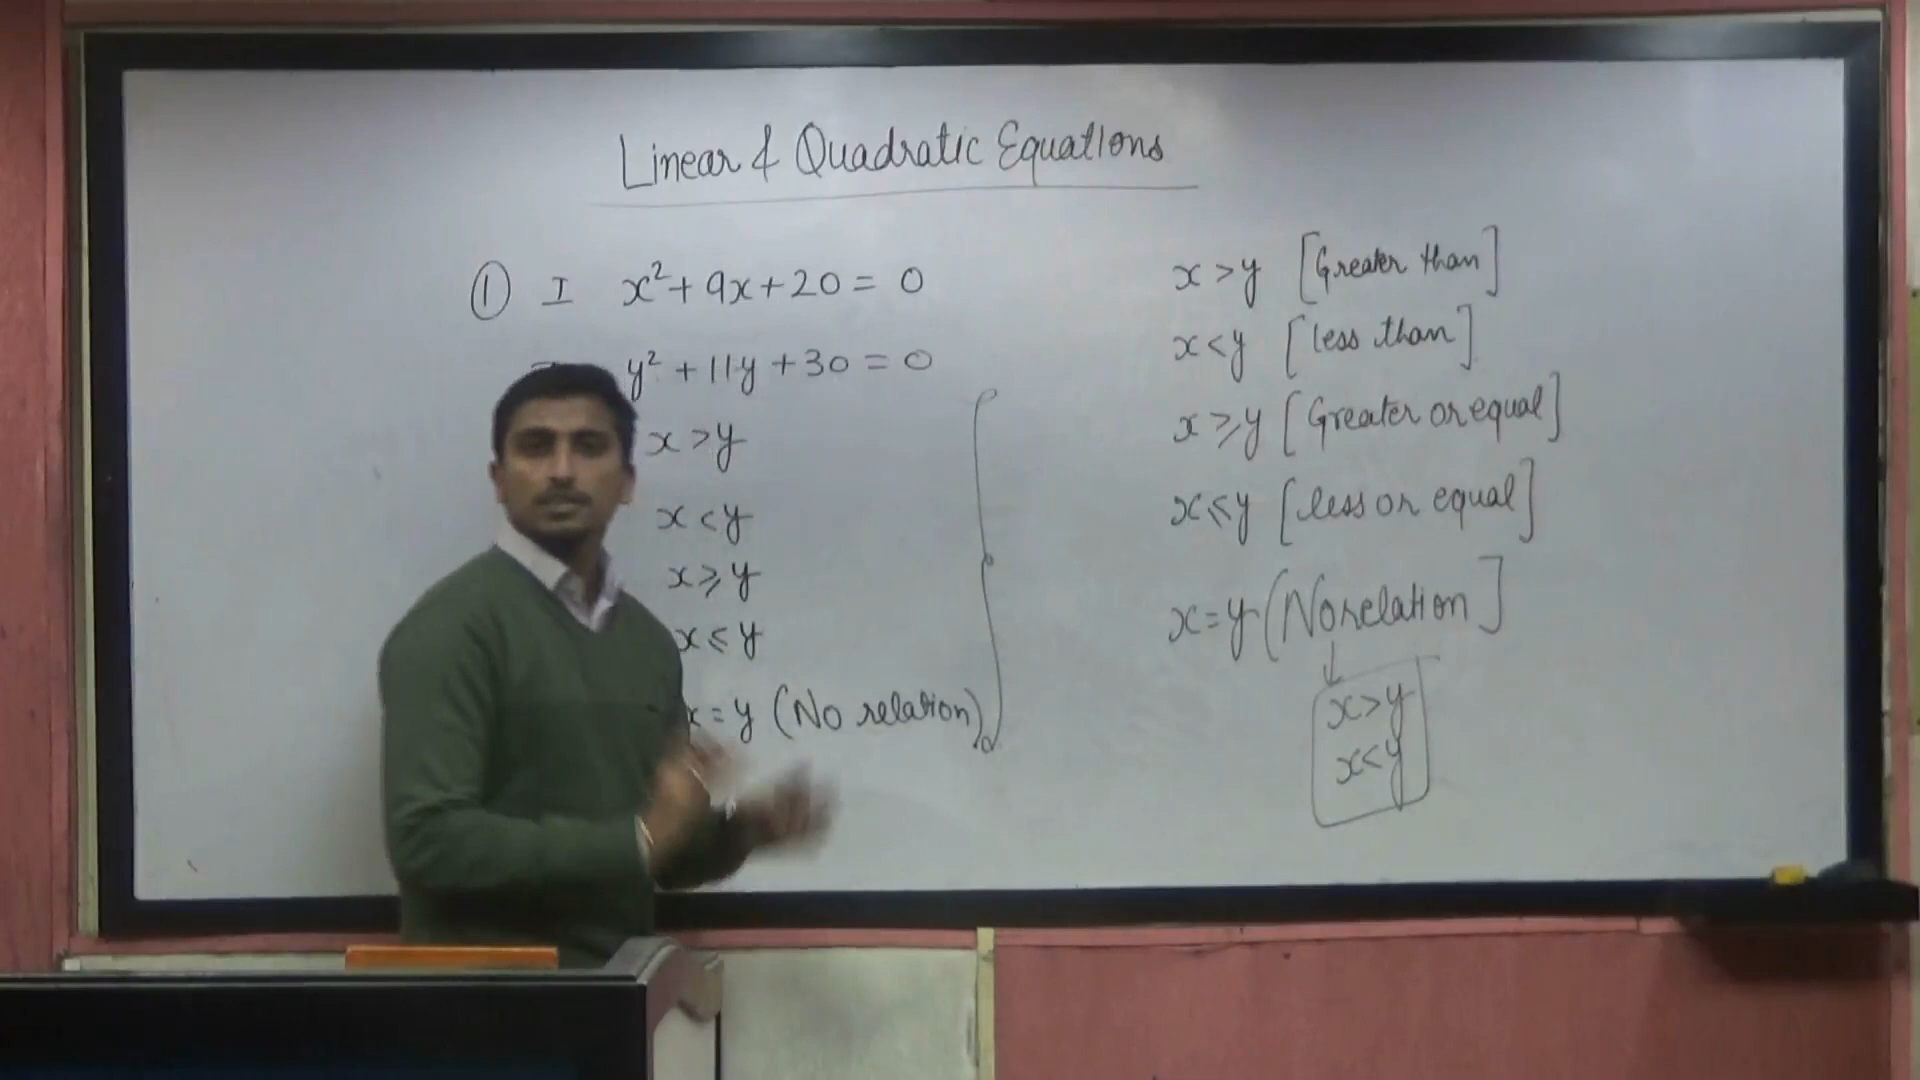 Linear & Quadratic Equations
① I x²+9x+20 = 0
y² + 11y + 30 = 0
x > y
x < y
x ⩾ y
x ⩽ y
x = y (No relation)
x > y [Greater than]
x < y [less than]
x ⩾ y [Greater or equal]
x ⩽ y [less or equal]
x = y (No relation]
↓
x > y
x < y